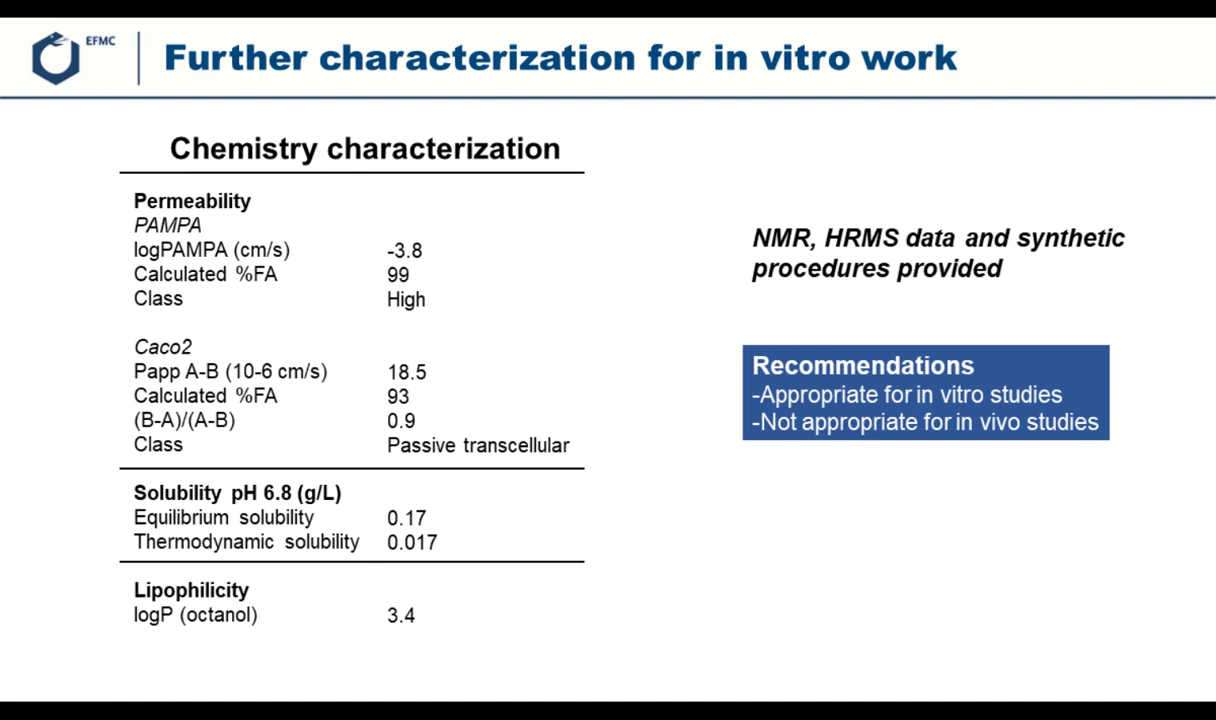 EFMC
Further characterization for in vitro work
Chemistry characterization
Permeability
PAMPA
logPAMPA (cm/s) -3.8
Calculated %FA 99
Class High
Caco2
Papp A-B (10-6 cm/s) 18.5
Calculated %FA 93
(B-A)/(A-B) 0.9
Class Passive transcellular
Solubility pH 6.8 (g/L)
Equilibrium solubility 0.17
Thermodynamic solubility 0.017
Lipophilicity
logP (octanol) 3.4
NMR, HRMS data and synthetic
procedures provided
Recommendations
-Appropriate for in vitro studies
-Not appropriate for in vivo studies